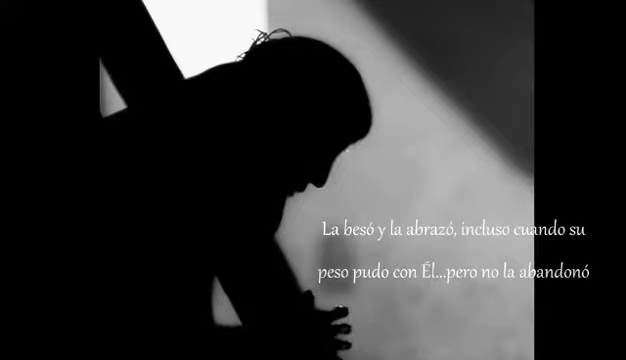 La besó y la abrazó, incluso cuando su
peso pudo con Él...pero no la abandonó